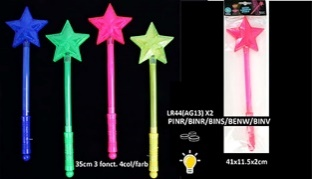 LR44(AG13) X2
PINR/BINR/BINS/BENW/BINV
35cm 3 fonct. 4col/farb
41x11.5x2cm